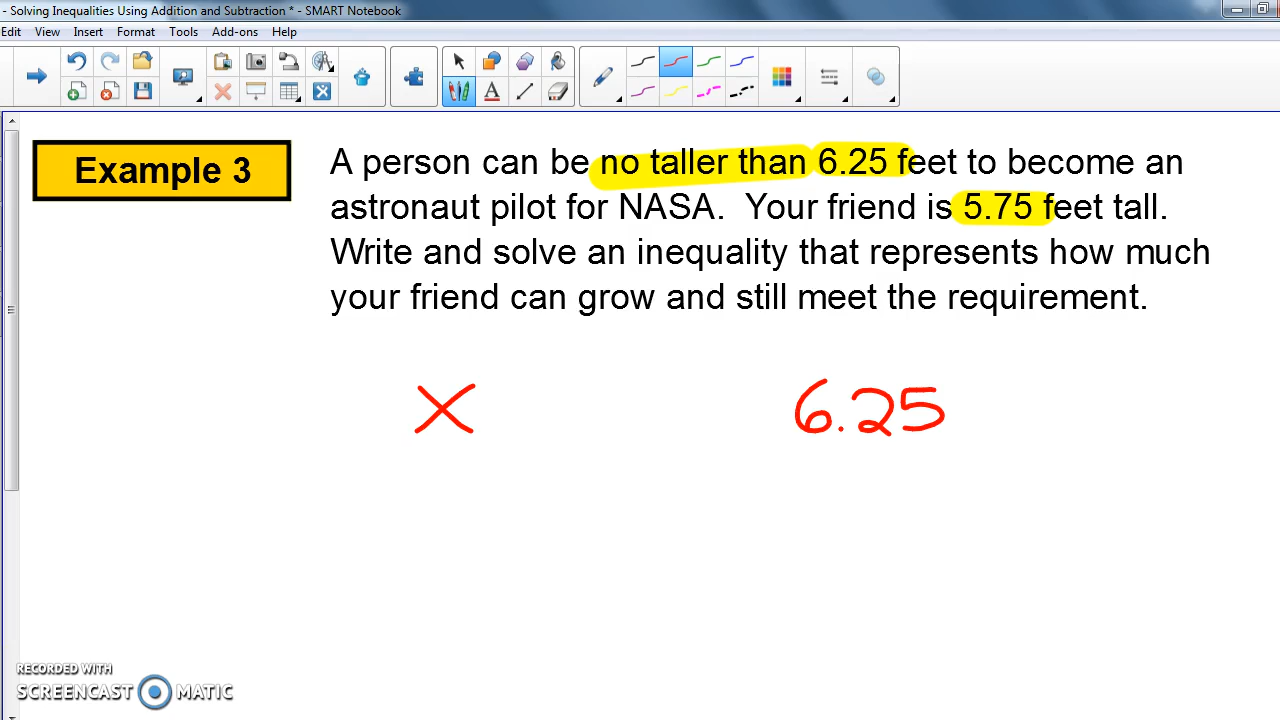 - Solving Inequalities Using Addition and Subtraction * - SMART Notebook
Edit View Insert Format Tools Add-ons Help
Example 3
A person can be no taller than 6.25 feet to become an
astronaut pilot for NASA. Your friend is 5.75 feet tall.
Write and solve an inequality that represents how much
your friend can grow and still meet the requirement.
x 6.25
RECORDED WITH
SCREENCAST MATIC